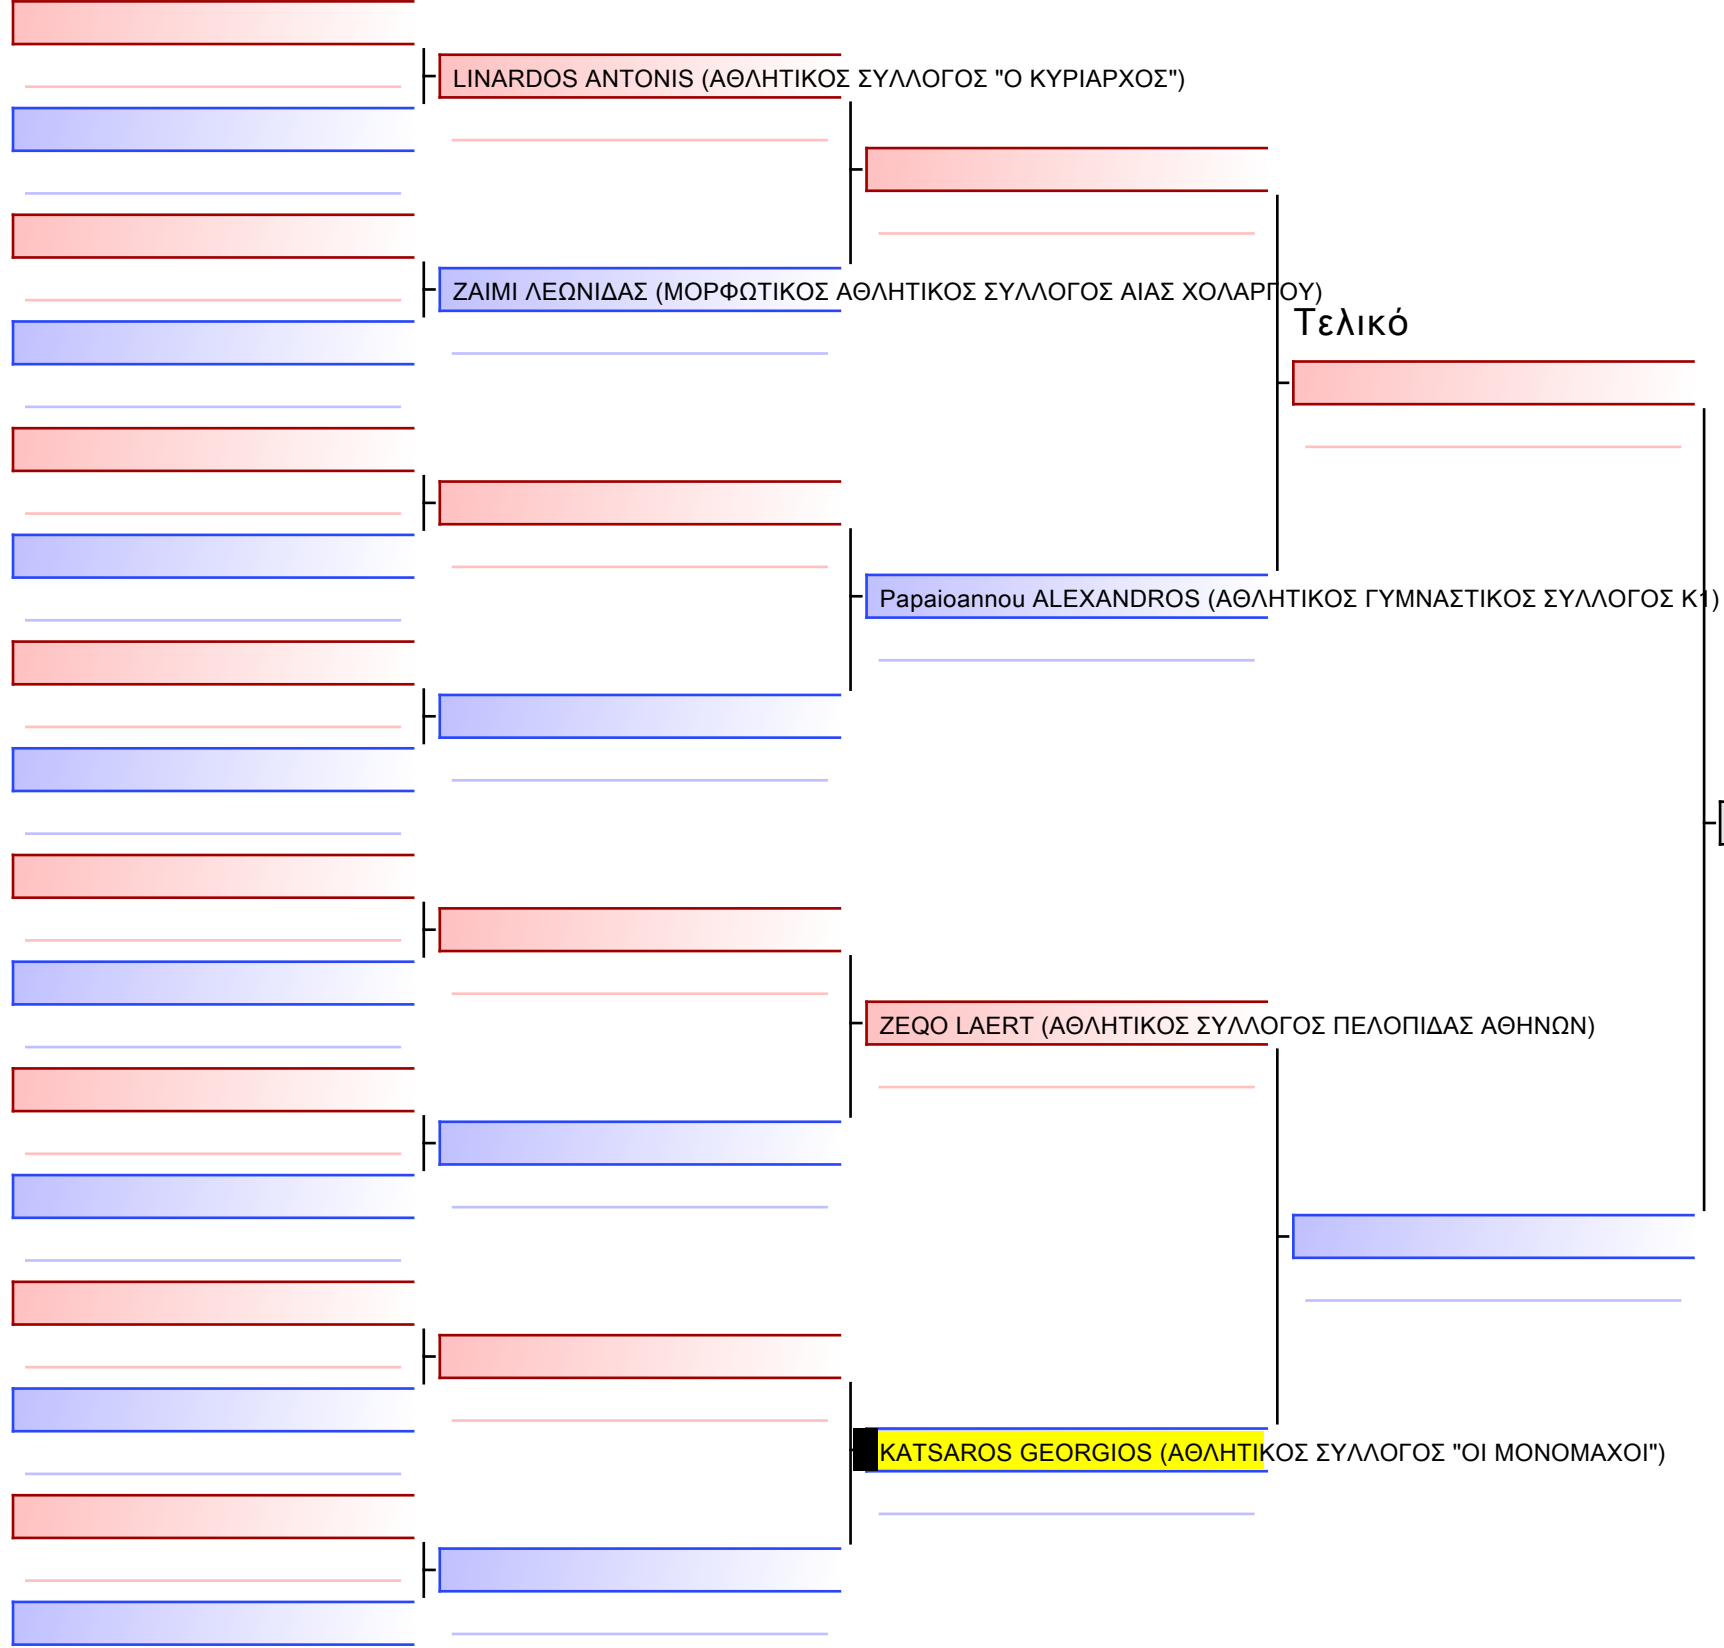 LINARDOS ANTONIS (ΑΘΛΗΤΙΚΟΣ ΣΥΛΛΟΓΟΣ "Ο ΚΥΡΙΑΡΧΟΣ")
ΖΑΙΜΙ ΛΕΩΝΙΔΑΣ (ΜΟΡΦΩΤΙΚΟΣ ΑΘΛΗΤΙΚΟΣ ΣΥΛΛΟΓΟΣ ΑΙΑΣ ΧΟΛΑΡΓΟΥ)
Τελικό
Papaioannou ALEXANDROS (ΑΘΛΗΤΙΚΟΣ ΓΥΜΝΑΣΤΙΚΟΣ ΣΥΛΛΟΓΟΣ Κ1)
ZEQO LAERT (ΑΘΛΗΤΙΚΟΣ ΣΥΛΛΟΓΟΣ ΠΕΛΟΠΙΔΑΣ ΑΘΗΝΩΝ)
KATSAROS GEORGIOS (ΑΘΛΗΤΙΚΟΣ ΣΥΛΛΟΓΟΣ "ΟΙ ΜΟΝΟΜΑΧΟΙ")